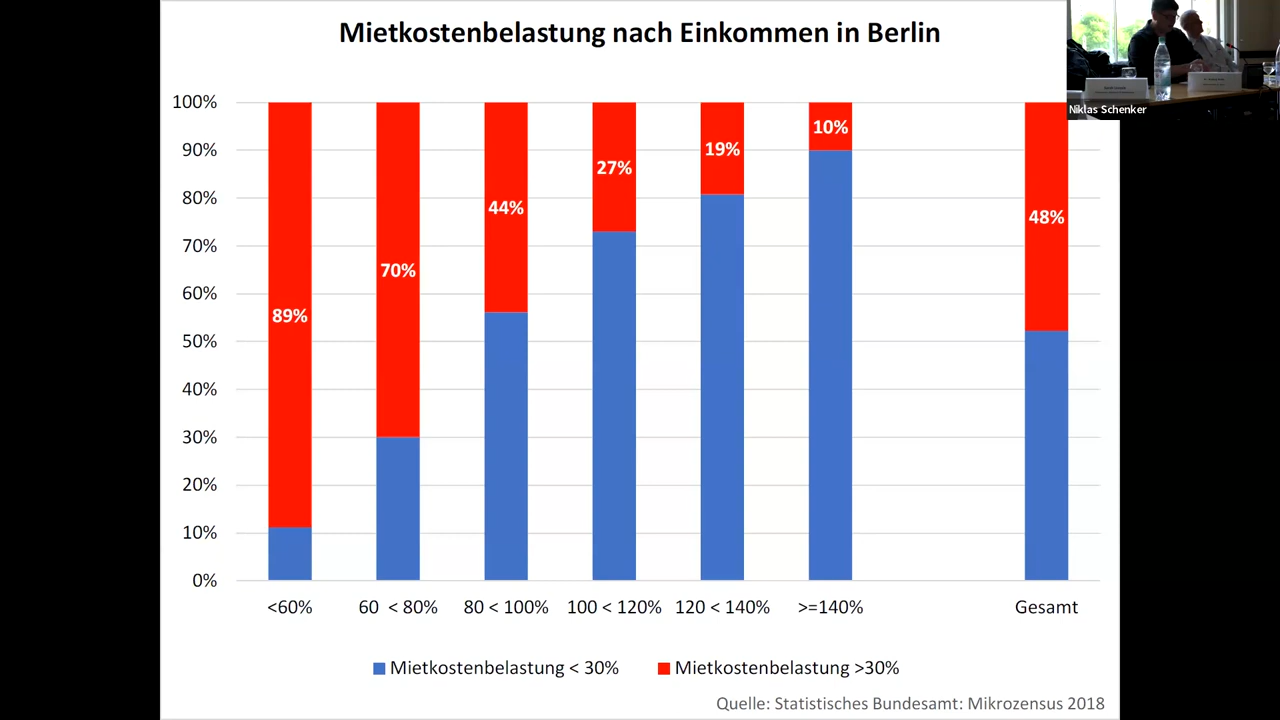 Mietkostenbelastung nach Einkommen in Berlin
Niklas Schenker
100%
90%
80%
70%
60%
50%
40%
30%
20%
10%
0%
89%
70%
44%
27%
19%
10%
48%
<60%
60 < 80%
80 < 100%
100 < 120%
120 < 140%
>=140%
Gesamt
Mietkostenbelastung < 30%
Mietkostenbelastung >30%
Quelle: Statistisches Bundesamt: Mikrozensus 2018